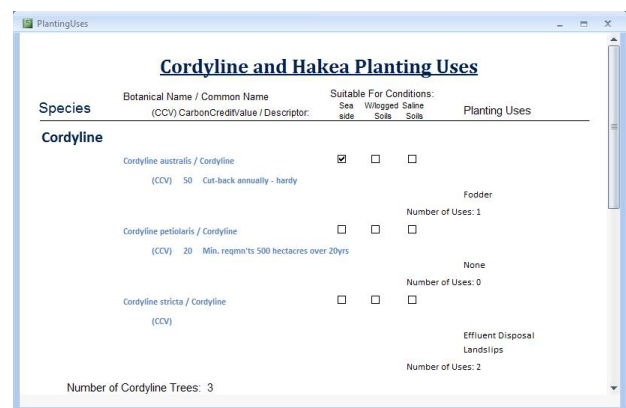 PlantingUses
Cordyline and Hakea Planting Uses
Botanical Name / Common Name Suitable For Conditions:
Species (CCV) CarbonCreditValue / Descriptor: Sea side W/logged Soils Saline Soils Planting Uses
Cordyline
Cordyline australis / Cordyline
(CCV) 50 Cut-back annually - hardy
Fodder
Number of Uses: 1
Cordyline petiolaris / Cordyline
(CCV) 20 Min. reqmn'ts 500 hectacres over 20yrs
None
Number of Uses: 0
Cordyline stricta / Cordyline
(CCV)
Effluent Disposal
Landslips
Number of Uses: 2
Number of Cordyline Trees: 3